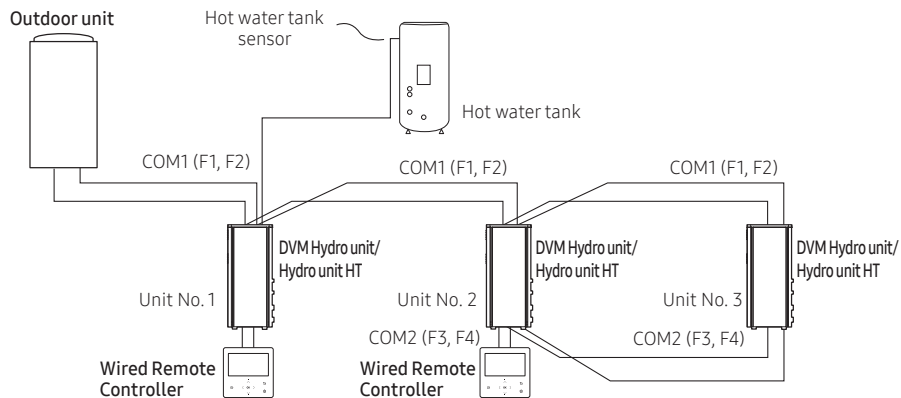 Outdoor unit
Hot water tank
sensor
Hot water tank
COM1 (F1, F2)
COM1 (F1, F2)
COM1 (F1, F2)
DVM Hydro unit/
Hydro unit HT
DVM Hydro unit/
Hydro unit HT
DVM Hydro unit/
Hydro unit HT
Unit No. 1
Unit No. 2
Unit No. 3
COM2 (F3, F4)
COM2 (F3, F4)
Wired Remote
Controller
Wired Remote
Controller
OK
OK